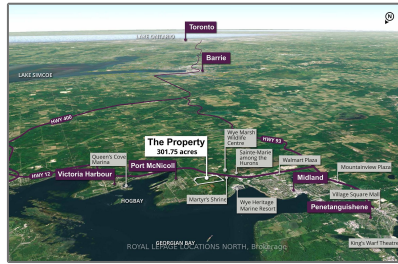 N
Toronto
LAKE ONTARIO
Barrie
LAKE SIMCOE
HWY 400
HWY 93
The Property
301.75 acres
Wye Marsh
Wildlife
Centre
Sainte-Marie
among the
Hurons
Walmart Plaza
Mountainview Plaza
Queen's Cove
Marina
Port McNicoll
HWY 12
Victoria Harbour
Midland
HOGBAY
Martyr's Shrine
Wye Heritage
Marine Resort
Village Square Mall
Penetanguishene
GEORGIAN BAY
ROYAL LEPAGE LOCATIONS NORTH, Brokerage
King's Warf Theatre